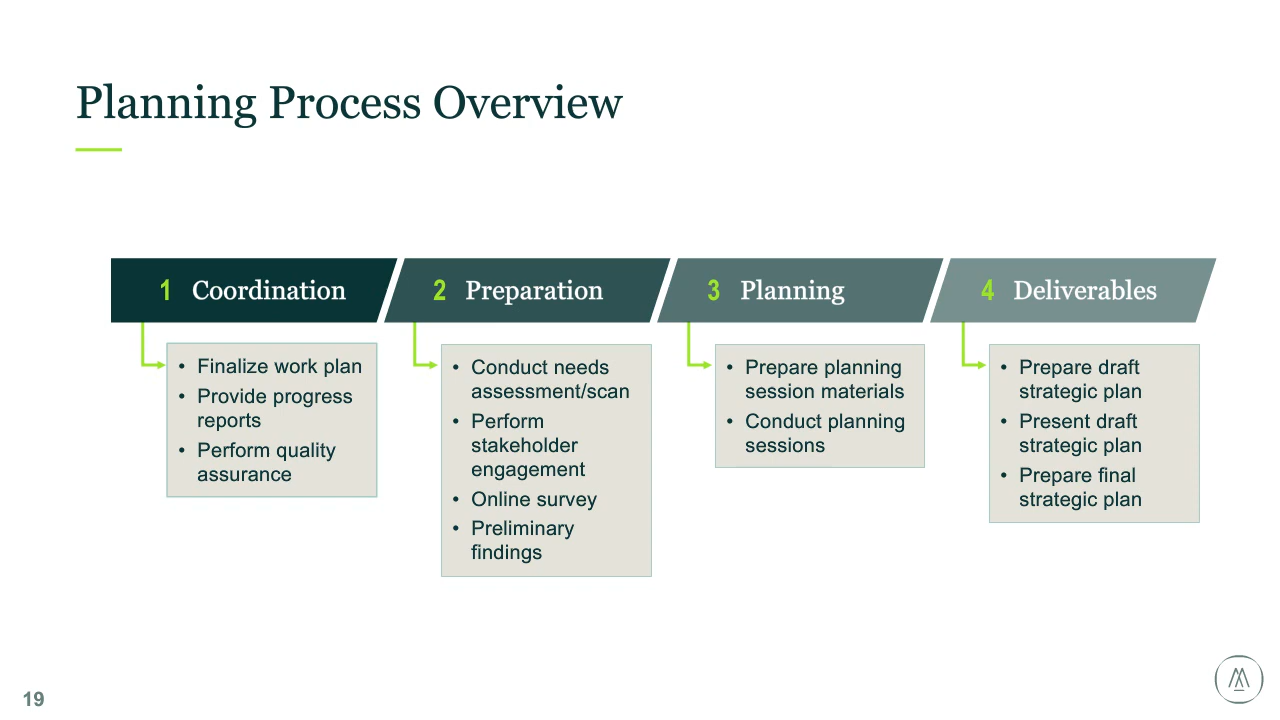 Planning Process Overview
1 Coordination
2 Preparation
3 Planning
4 Deliverables
• Finalize work plan
• Provide progress
reports
• Perform quality
assurance
• Conduct needs
assessment/scan
• Perform
stakeholder
engagement
• Online survey
• Preliminary
findings
• Prepare planning
session materials
• Conduct planning
sessions
• Prepare draft
strategic plan
• Present draft
strategic plan
• Prepare final
strategic plan
19